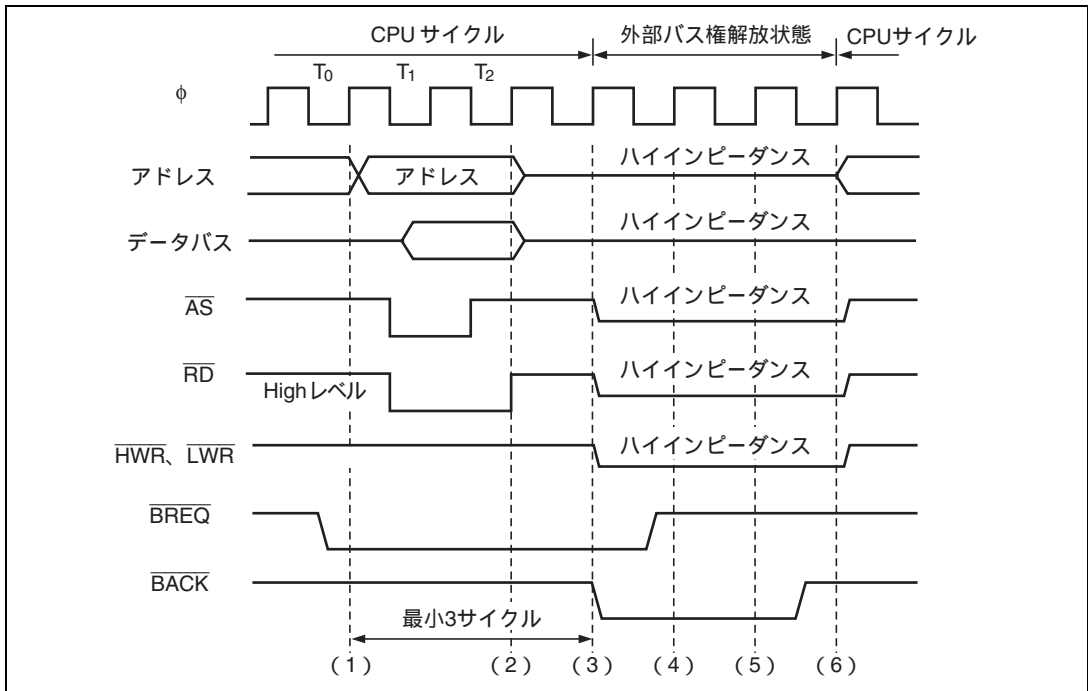 CPU サイクル 外部バス権解放状態 CPUサイクル
T0 T1 T2
φ
アドレス アドレス ハイインピーダンス
データバス ハイインピーダンス
AS ハイインピーダンス
RD Highレベル ハイインピーダンス
HWR、LWR ハイインピーダンス
BREQ
BACK
最小3サイクル
（1） （2） （3） （4） （5） （6）